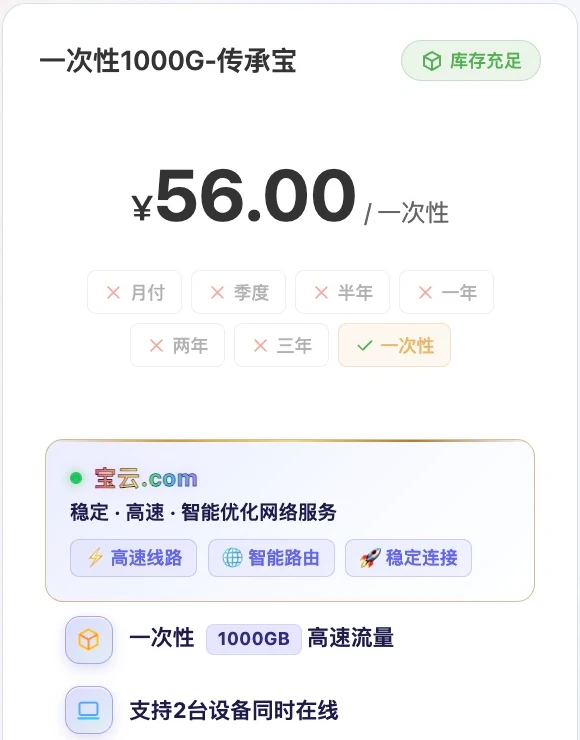 一次性1000G-传承宝
库存充足
¥56.00 / 一次性
月付 季度 半年 一年
两年 三年 一次性
宝云.com
稳定 · 高速 · 智能优化网络服务
高速线路 智能路由 稳定连接
一次性 1000GB 高速流量
支持2台设备同时在线